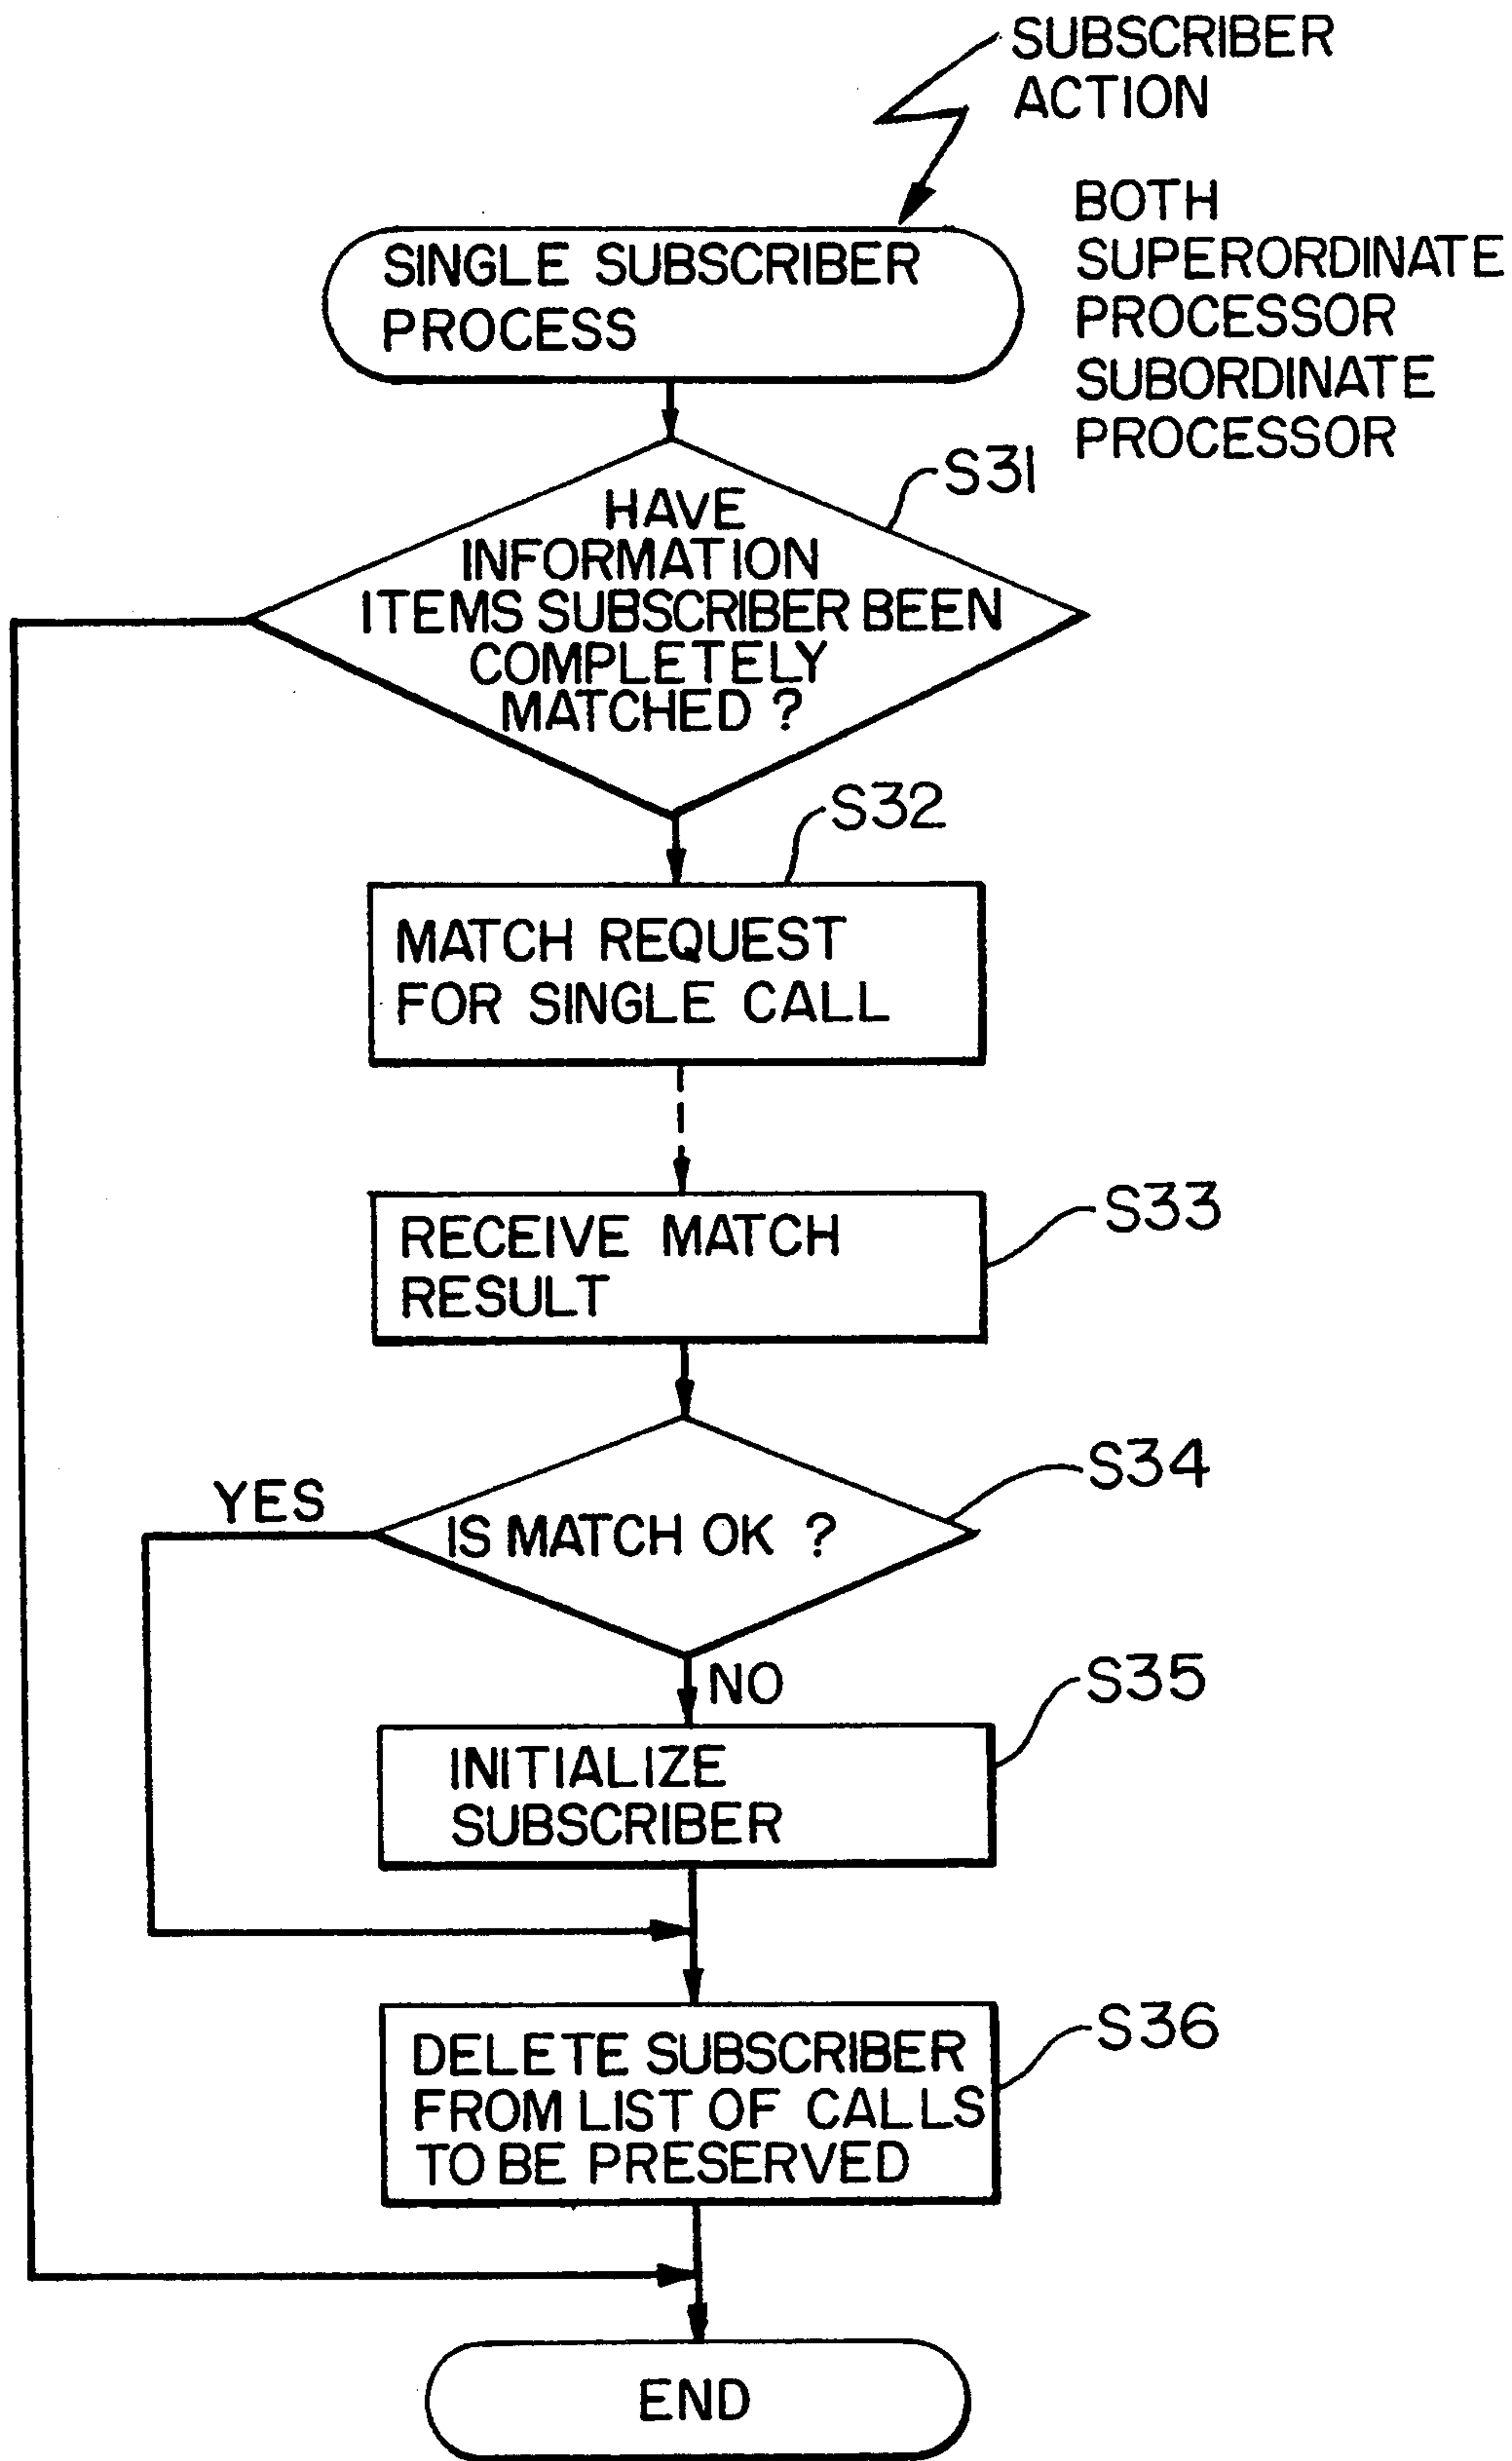 SUBSCRIBER
ACTION
BOTH
SUPERORDINATE
PROCESSOR
SUBORDINATE
PROCESSOR
SINGLE SUBSCRIBER
PROCESS
S31
HAVE
INFORMATION
ITEMS SUBSCRIBER BEEN
COMPLETELY
MATCHED ?
S32
MATCH REQUEST
FOR SINGLE CALL
S33
RECEIVE MATCH
RESULT
S34
YES
IS MATCH OK ?
NO
S35
INITIALIZE
SUBSCRIBER
S36
DELETE SUBSCRIBER
FROM LIST OF CALLS
TO BE PRESERVED
END